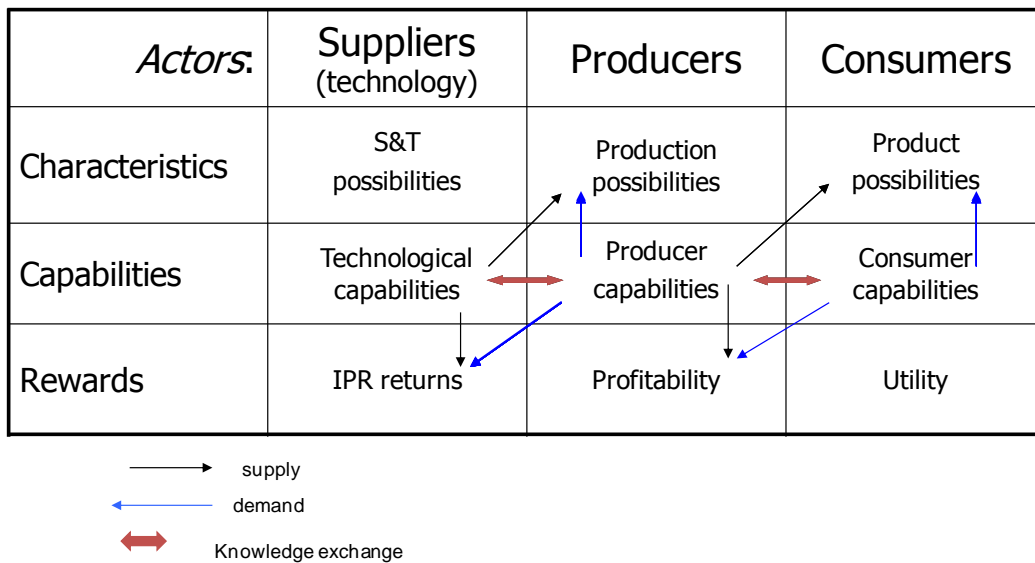 Actors:
Suppliers
(technology)
Producers
Consumers
Characteristics
S&T
possibilities
Production
possibilities
Product
possibilities
Capabilities
Technological
capabilities
Producer
capabilities
Consumer
capabilities
Rewards
IPR returns
Profitability
Utility
supply
demand
Knowledge exchange